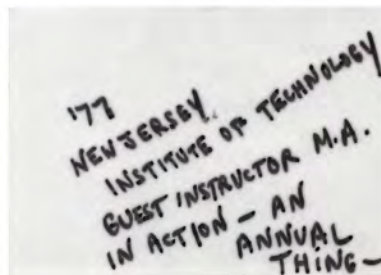 '77
NEW JERSEY
INSTITUTE OF TECHNOLOGY
GUEST INSTRUCTOR M.A.
IN ACTION — AN
ANNUAL
THING —